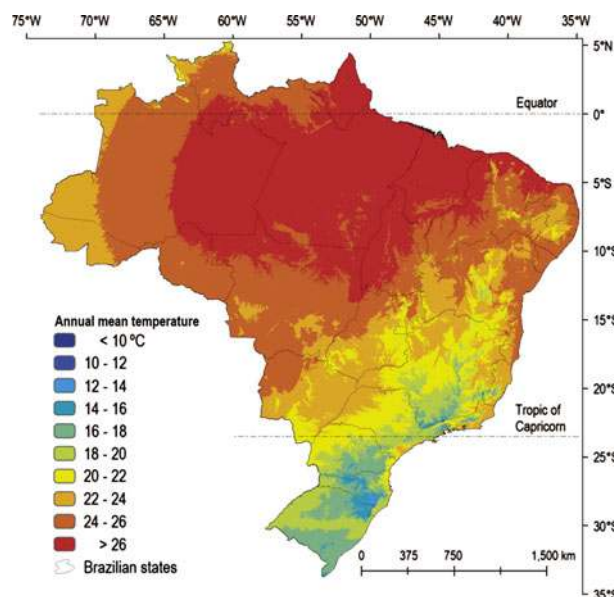 75°W 70°W 65°W 60°W 55°W 50°W 45°W 40°W 35°W
5°N
Equator
0°
5°S
10°S
15°S
20°S
Tropic of
Capricorn
25°S
30°S
35°S
Annual mean temperature
< 10 ºC
10 - 12
12 - 14
14 - 16
16 - 18
18 - 20
20 - 22
22 - 24
24 - 26
> 26
Brazilian states
0 375 750 1,500 km